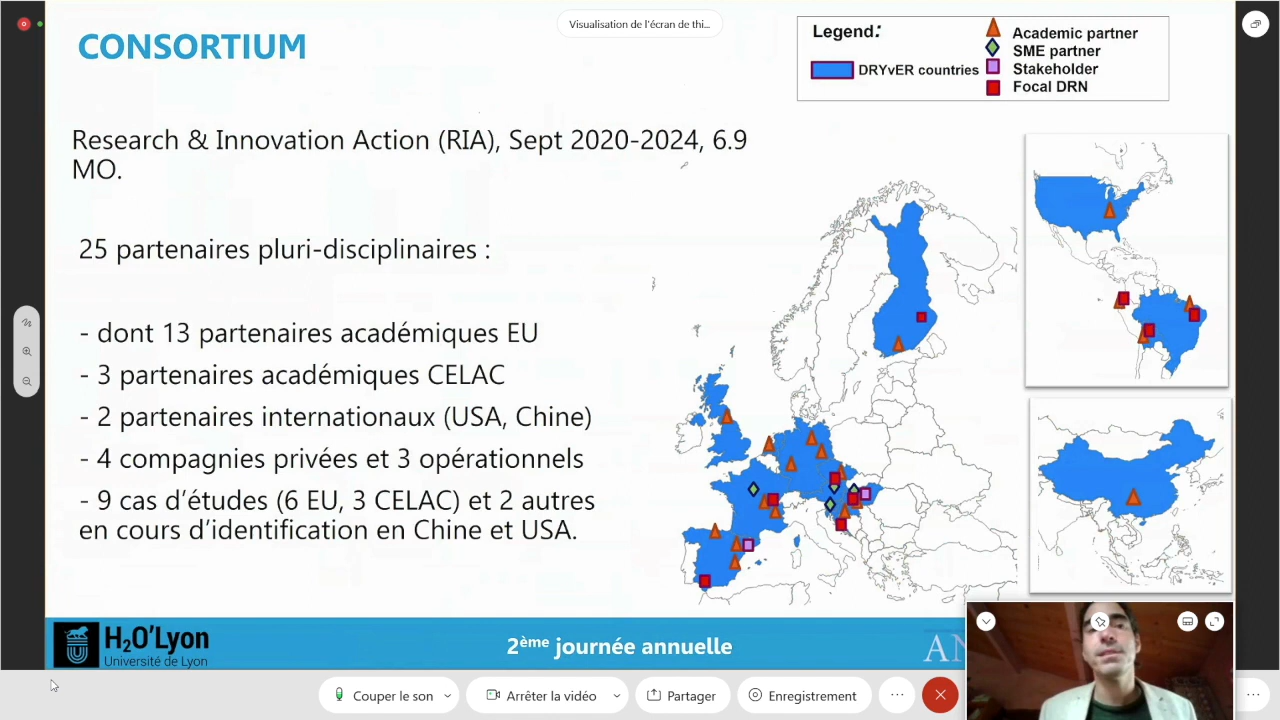 Visualisation de l'écran de thi...
CONSORTIUM
Legend:
DRYvER countries
Academic partner
SME partner
Stakeholder
Focal DRN
Research & Innovation Action (RIA), Sept 2020-2024, 6.9
MO.
25 partenaires pluri-disciplinaires :
- dont 13 partenaires académiques EU
- 3 partenaires académiques CELAC
- 2 partenaires internationaux (USA, Chine)
- 4 compagnies privées et 3 opérationnels
- 9 cas d'études (6 EU, 3 CELAC) et 2 autres
en cours d'identification en Chine et USA.
H2O'Lyon
Université de Lyon
2ème journée annuelle
AN
Couper le son
Arrêter la vidéo
Partager
Enregistrement